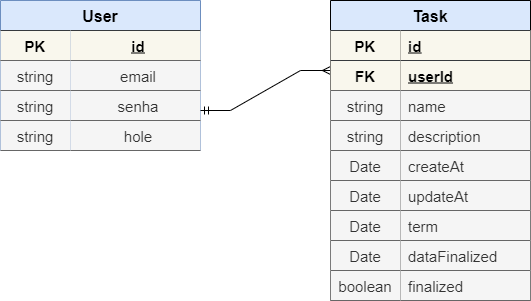 User
PK id
string email
string senha
string hole
Task
PK id
FK userId
string name
string description
Date createAt
Date updateAt
Date term
Date dataFinalized
boolean finalized